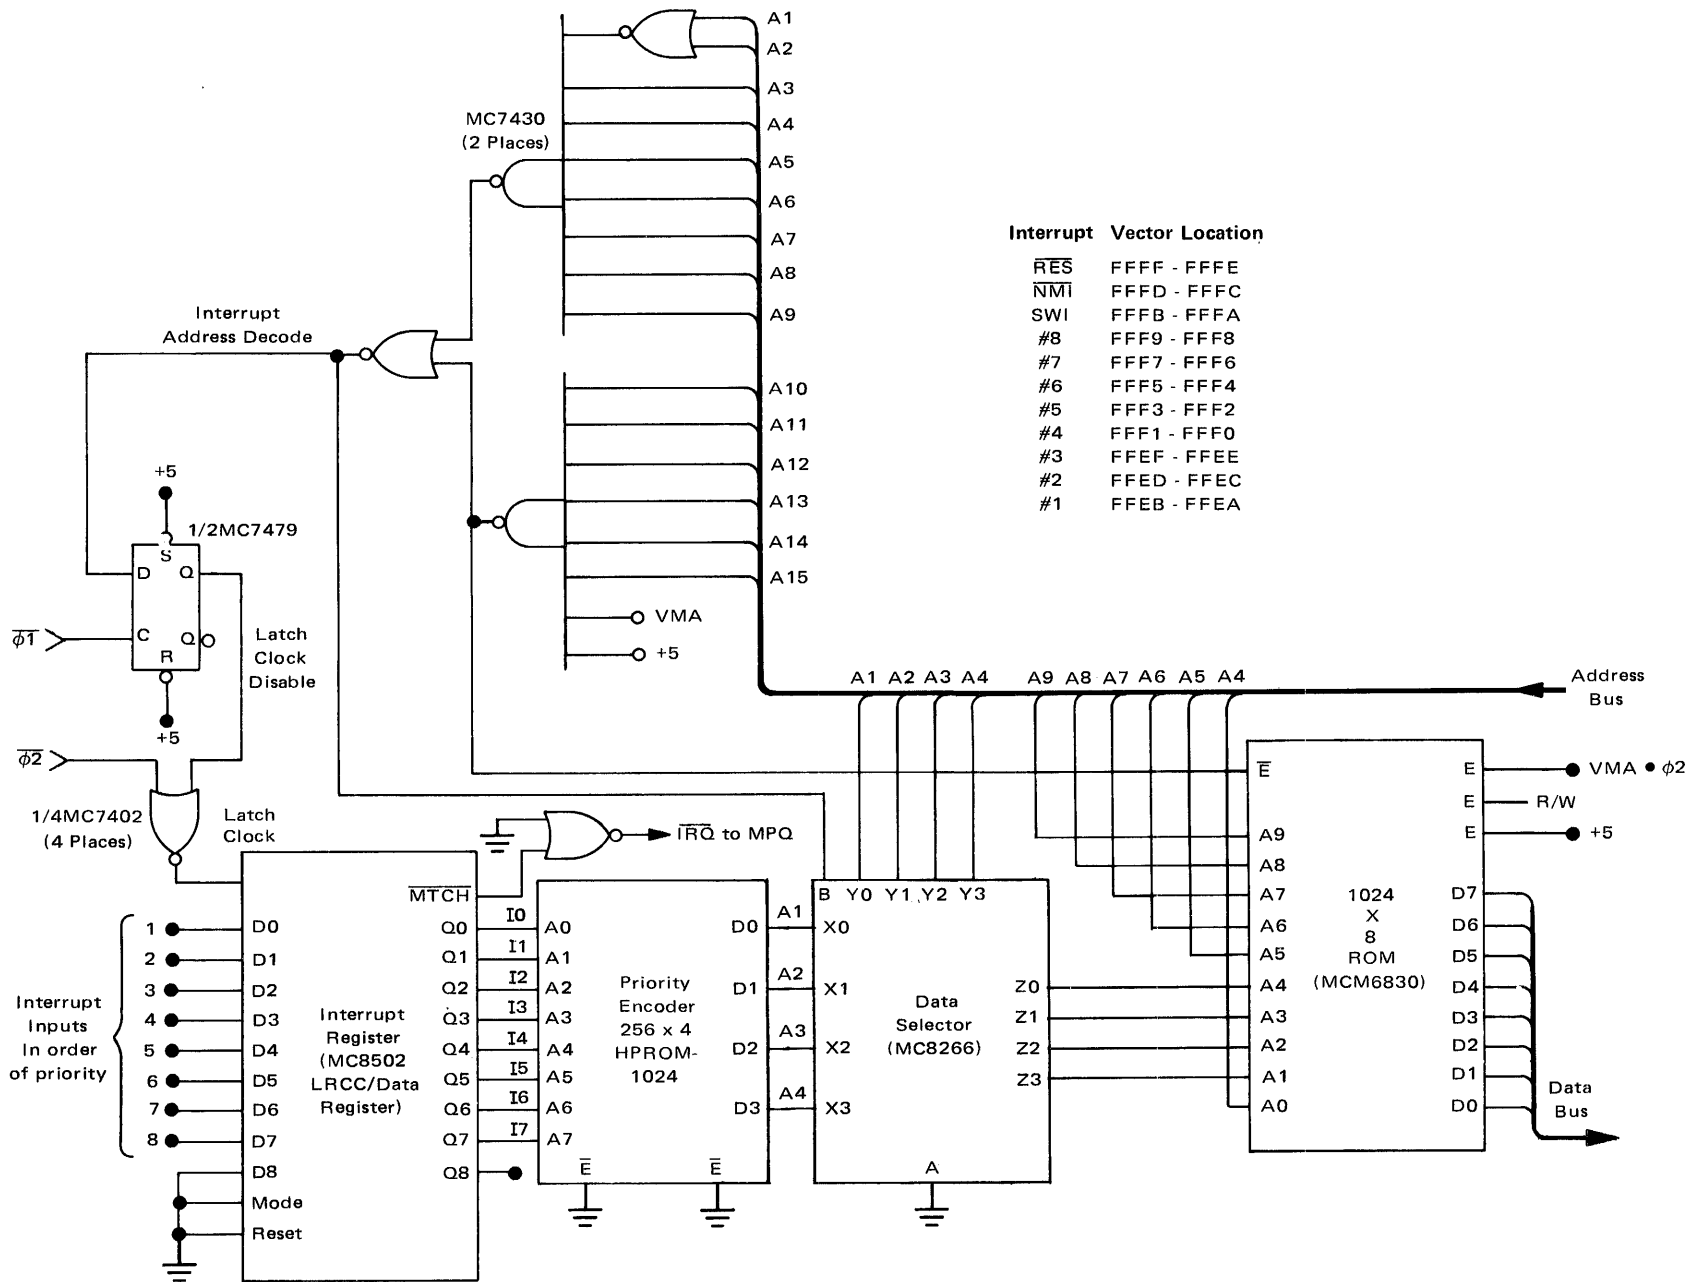 A1
A2
A3
A4
A5
A6
A7
A8
A9
MC7430
(2 Places)
Interrupt
Address Decode
A10
A11
A12
A13
A14
A15
VMA
+5
Interrupt Vector Location
RES FFFF - FFFE
NMI FFFD - FFFC
SWI FFFB - FFFA
#8 FFF9 - FFF8
#7 FFF7 - FFF6
#6 FFF5 - FFF4
#5 FFF3 - FFF2
#4 FFF1 - FFF0
#3 FFEF - FFEE
#2 FFED - FFEC
#1 FFEB - FFEA
+5
1/2MC7479
S
D Q
C Q
R
+5
ϕ1
Latch
Clock
Disable
ϕ2
1/4MC7402
(4 Places)
Latch
Clock
A1 A2 A3 A4 A9 A8 A7 A6 A5 A4
Address
Bus
IRQ to MPQ
Interrupt
Inputs
In order
of priority
1
2
3
4
5
6
7
8
D0
D1
D2
D3
D4
D5
D6
D7
D8
Mode
Reset
Interrupt
Register
(MC8502
LRCC/Data
Register)
MTCH
Q0
Q1
Q2
Q3
Q4
Q5
Q6
Q7
Q8
I0
I1
I2
I3
I4
I5
I6
I7
A0
A1
A2
A3
A4
A5
A6
A7
Priority
Encoder
256 x 4
HPROM-
1024
D0
D1
D2
D3
E E
A1
A2
A3
A4
B Y0 Y1 Y2 Y3
X0
X1
X2
X3
Data
Selector
(MC8266)
Z0
Z1
Z2
Z3
A
E
A9
A8
A7
A6
A5
A4
A3
A2
A1
A0
1024
X
8
ROM
(MCM6830)
E VMA • ϕ2
E R/W
E +5
D7
D6
D5
D4
D3
D2
D1
D0
Data
Bus